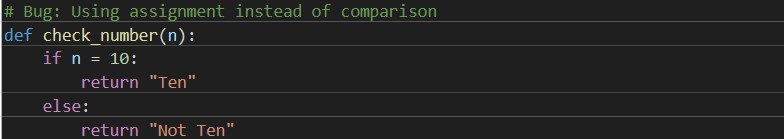 # Bug: Using assignment instead of comparison
def check_number(n):
    if n = 10:
        return "Ten"
    else:
        return "Not Ten"